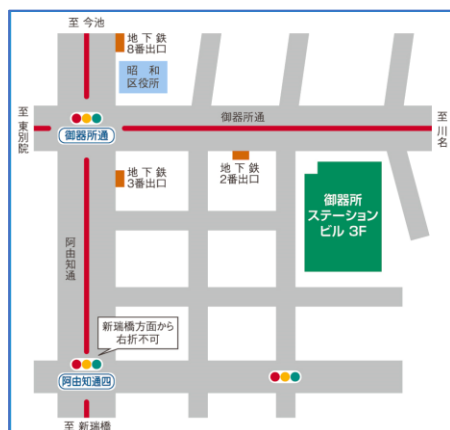 至 今池
地 下 鉄
8番出口
昭 和
区役所
至
東
別
院
御器所通
御器所通
至
川
名
地 下 鉄
3番出口
地 下 鉄
2番出口
御器所
ステーション
ビル 3F
阿
由
知
通
新瑞橋方面から
右折不可
阿由知通四
至 新瑞橋